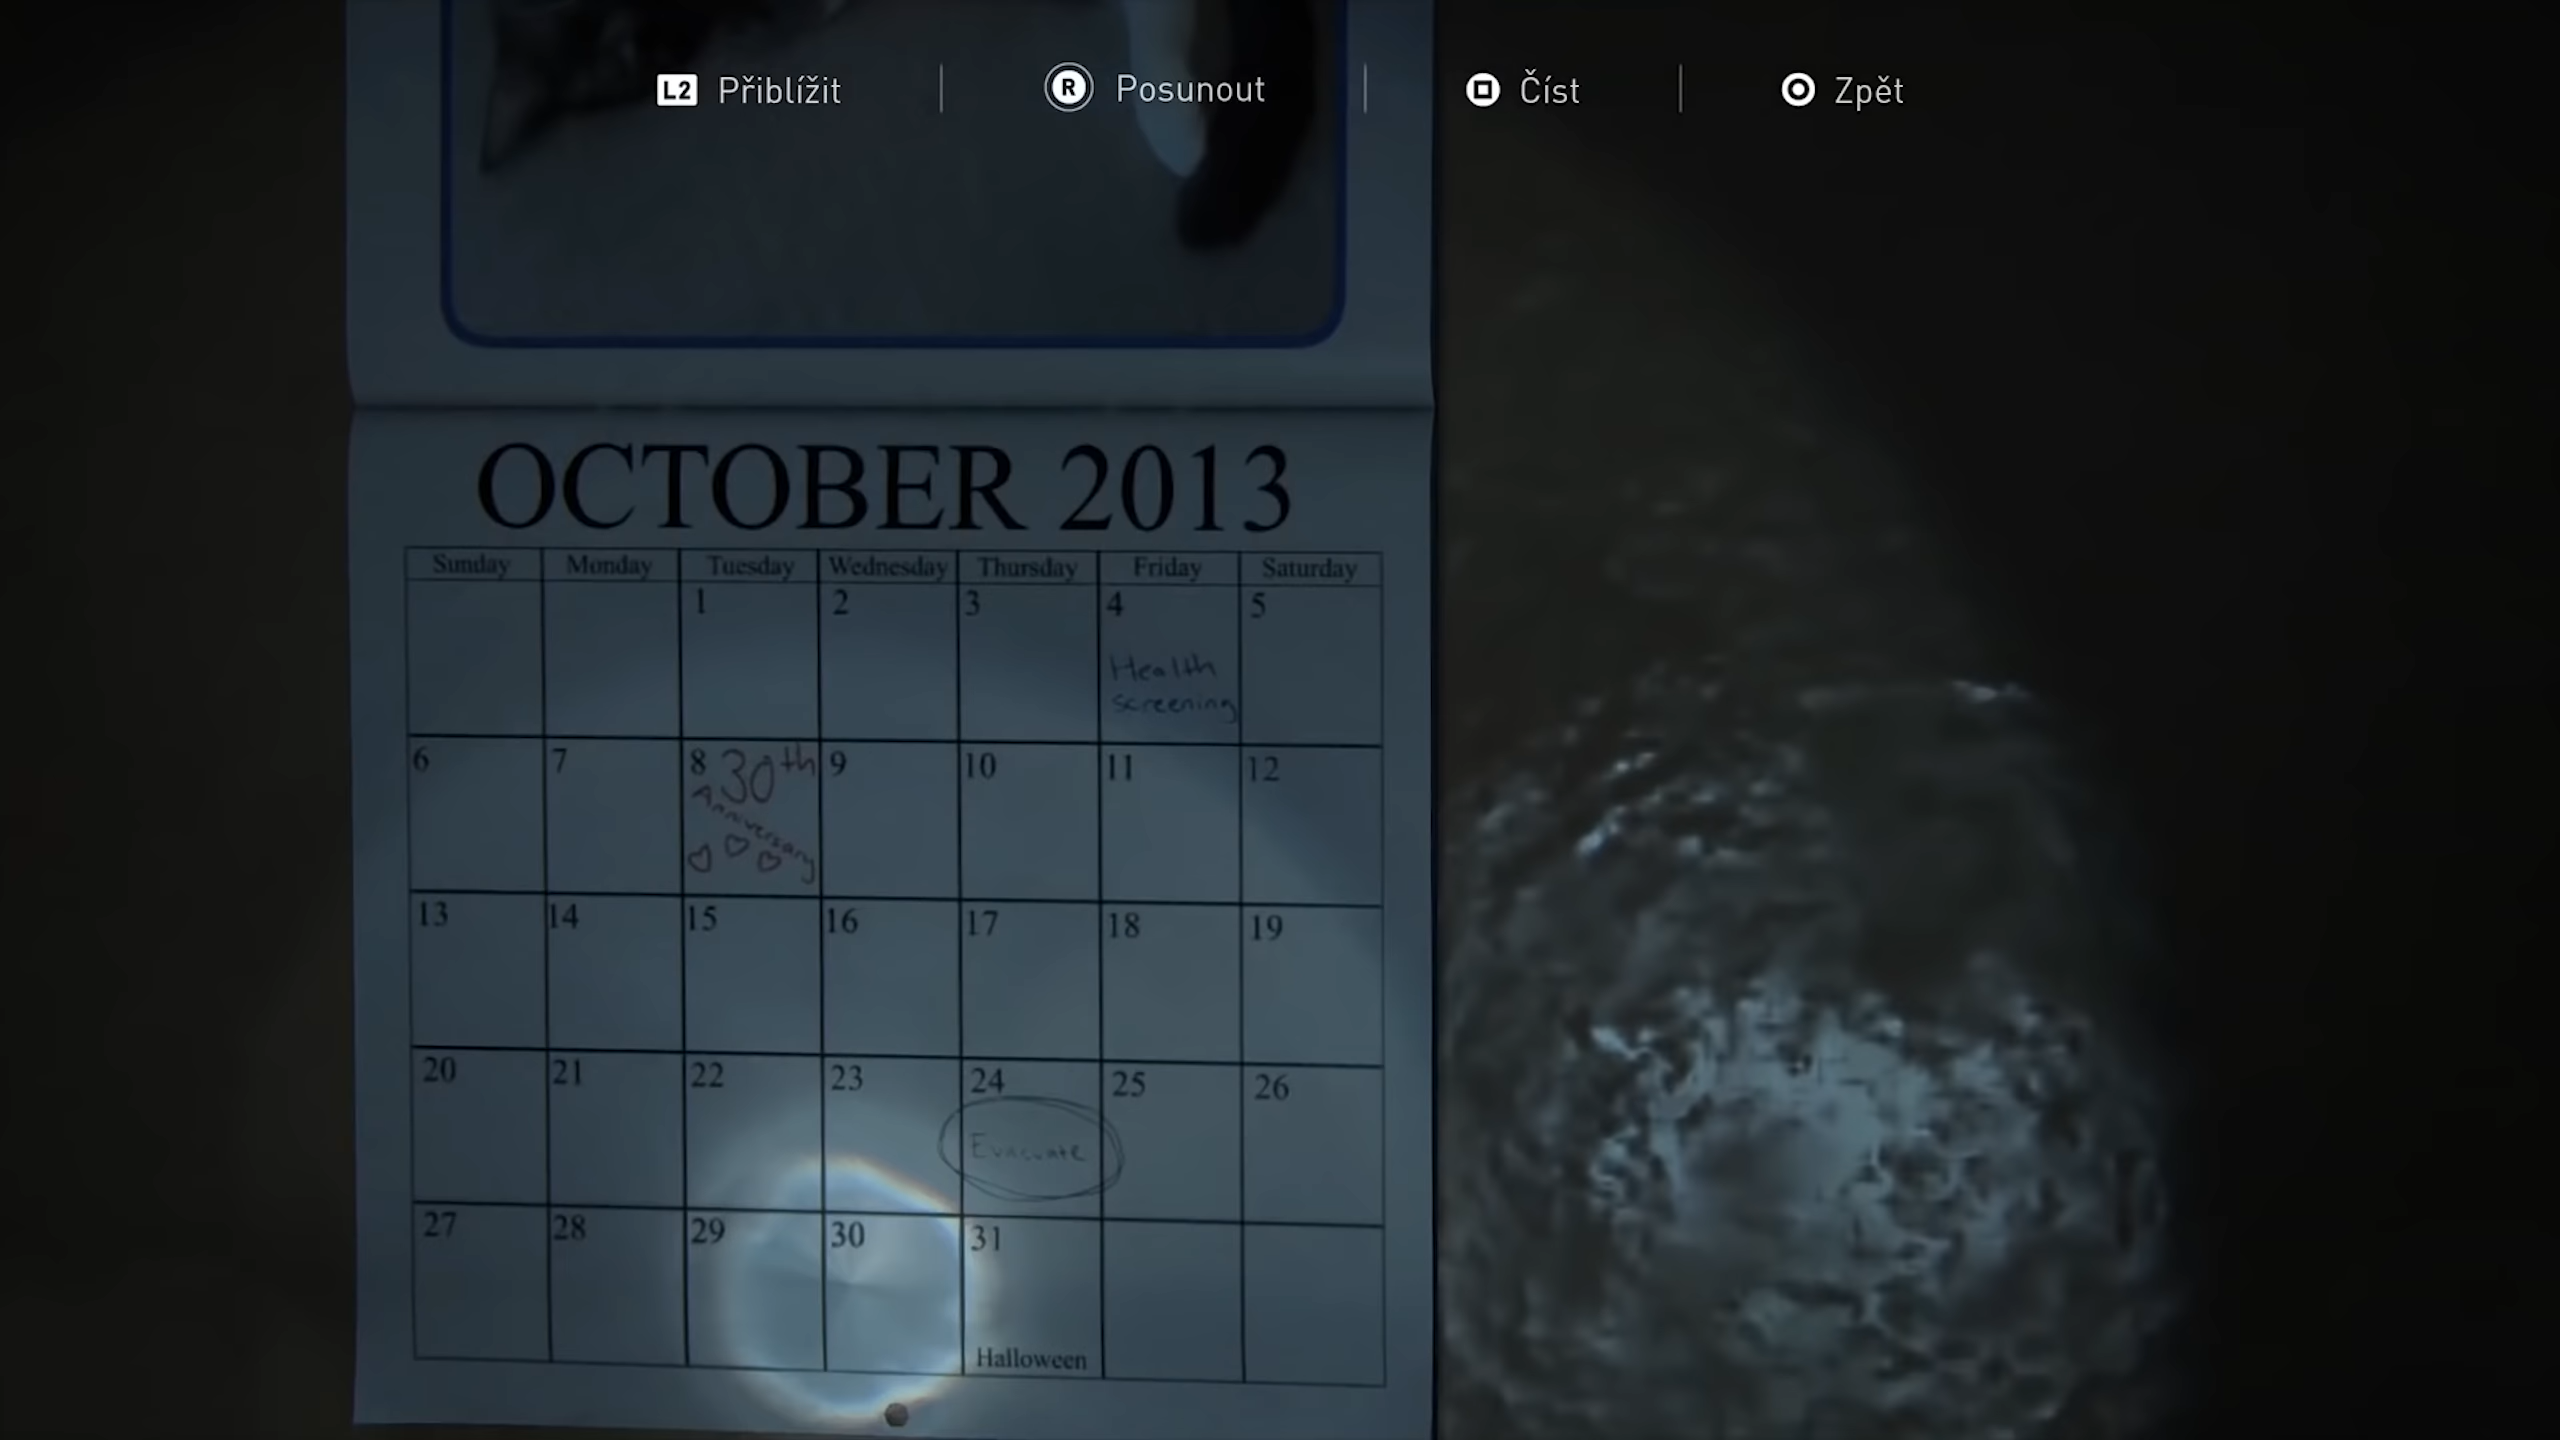 L2 Přiblížit R Posunout Číst Zpět
OCTOBER 2013
Sunday Monday Tuesday Wednesday Thursday Friday Saturday
1 2 3 4 5
Health
screening
6 7 8 30th 9 10 11 12
Anniversary
13 14 15 16 17 18 19
20 21 22 23 24 25 26
Evacuate
27 28 29 30 31
Halloween